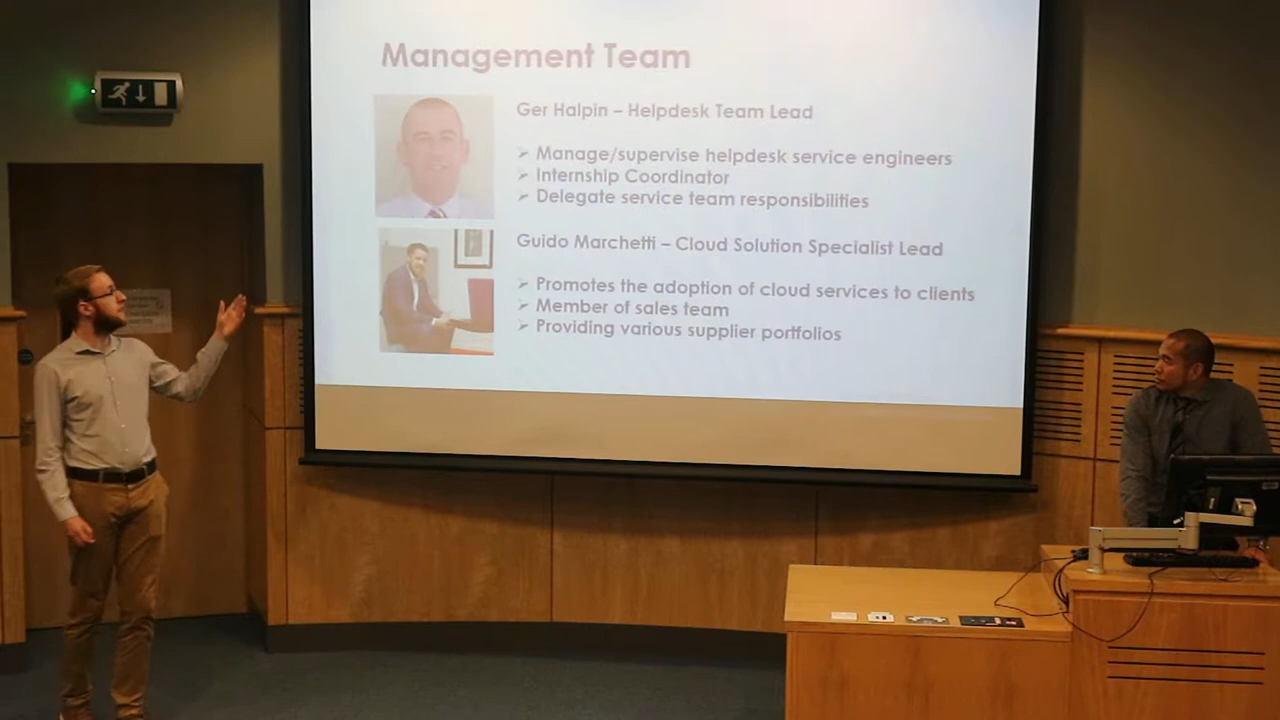 Management Team
Ger Halpin – Helpdesk Team Lead
➢ Manage/supervise helpdesk service engineers
➢ Internship Coordinator
➢ Delegate service team responsibilities
Guido Marchetti – Cloud Solution Specialist Lead
➢ Promotes the adoption of cloud services to clients
➢ Member of sales team
➢ Providing various supplier portfolios